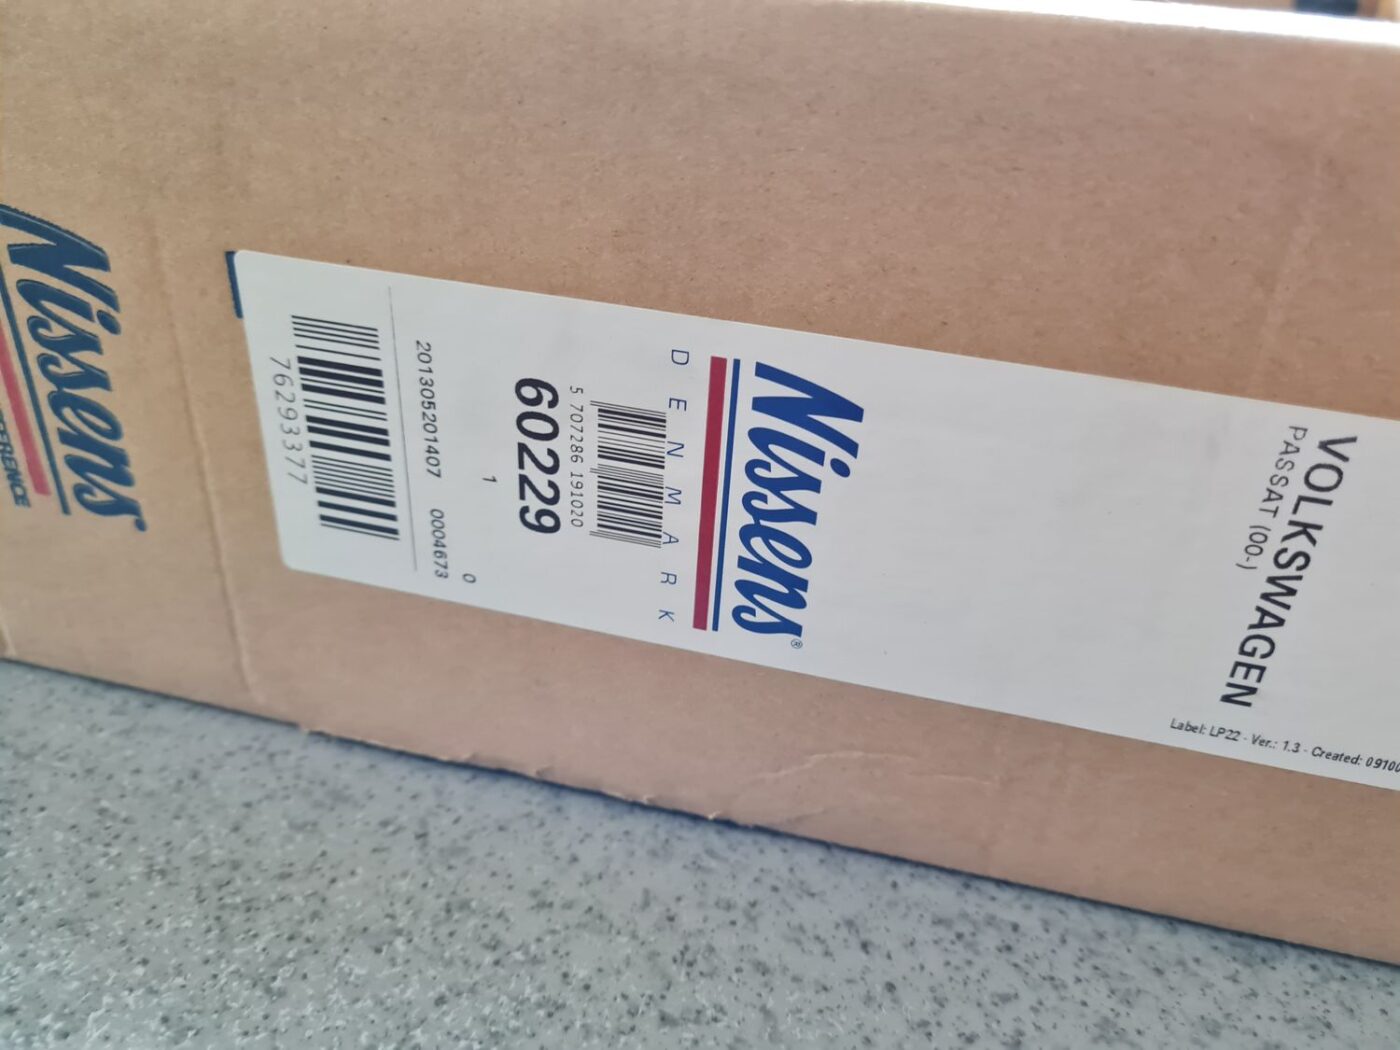 VOLKSWAGEN
PASSAT (00-)
Nissens®
DENMARK
5 707286 191020
60229
1
0
201305201407 0004673
76293377
Label: LP22 - Ver.: 1.3 - Created: 09100
Nissens